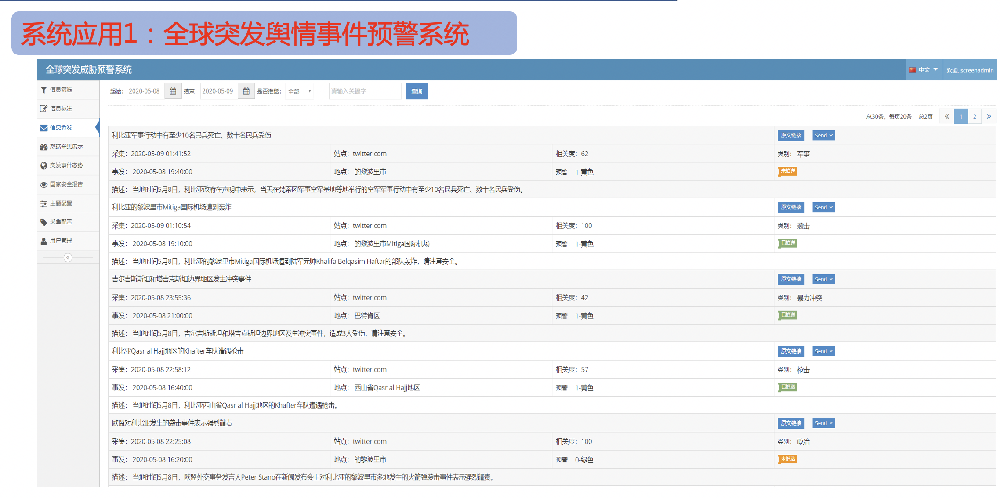 系统应用1：全球突发舆情事件预警系统
全球突发威胁预警系统
中文
欢迎, screenadmin
信息筛选
信息标注
信息分发
数据采集展示
突发事件态势
国家安全报告
主题配置
采集配置
用户管理
起始: 2020-05-08 结束: 2020-05-09 是否推送: 全部 请输入关键字 查询
总30条, 每页20条, 总2页 « 1 2 »
利比亚军事行动中有至少10名民兵死亡、数十名民兵受伤 原文链接 Send
采集: 2020-05-09 01:41:52 站点: twitter.com 相关度: 62 类别: 军事
事发: 2020-05-08 19:40:00 地点: 的黎波里市 预警: 1-黄色 未推送
描述: 当地时间5月8日，利比亚政府在声明中表示，当天在梵蒂冈军事空军基地等地举行的空军军事行动中有至少10名民兵死亡、数十名民兵受伤。
利比亚的黎波里市Mitiga国际机场遭到轰炸 原文链接 Send
采集: 2020-05-09 01:10:54 站点: twitter.com 相关度: 100 类别: 袭击
事发: 2020-05-08 19:10:00 地点: 的黎波里市Mitiga国际机场 预警: 1-黄色 已推送
描述: 当地时间5月8日，利比亚的黎波里市Mitiga国际机场遭到陆军元帅Khalifa Belqasim Haftar的部队轰炸，请注意安全。
吉尔吉斯斯坦和塔吉克斯坦边界地区发生冲突事件 原文链接 Send
采集: 2020-05-08 23:55:36 站点: twitter.com 相关度: 42 类别: 暴力冲突
事发: 2020-05-08 21:00:00 地点: 巴特肯区 预警: 1-黄色 已推送
描述: 当地时间5月8日，吉尔吉斯斯坦和塔吉克斯坦边界地区发生冲突事件，造成3人受伤，请注意安全。
利比亚Qasr al Hajj地区的Khafter车队遭遇枪击 原文链接 Send
采集: 2020-05-08 22:58:12 站点: twitter.com 相关度: 57 类别: 枪击
事发: 2020-05-08 16:40:00 地点: 西山省Qasr al Hajj地区 预警: 1-黄色 已推送
描述: 当地时间5月8日，利比亚西山省Qasr al Hajj地区的Khafter车队遭遇枪击。
欧盟对利比亚发生的袭击事件表示强烈谴责 原文链接 Send
采集: 2020-05-08 22:25:08 站点: twitter.com 相关度: 100 类别: 政治
事发: 2020-05-08 16:20:00 地点: 的黎波里市 预警: 0-绿色 未推送
描述: 当地时间5月8日，欧盟外交事务发言人Peter Stano在新闻发布会上对利比亚的黎波里市多地发生的火箭弹袭击事件表示强烈谴责。